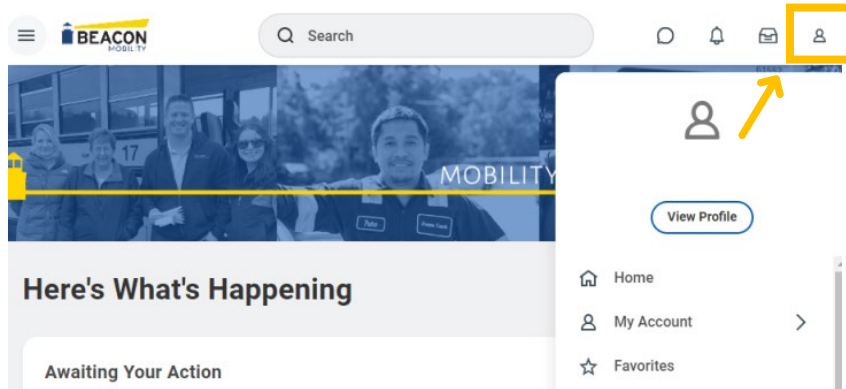 BEACON
MOBILITY
Search
17
MOBILITY
View Profile
Home
My Account
Favorites
Here's What's Happening
Awaiting Your Action